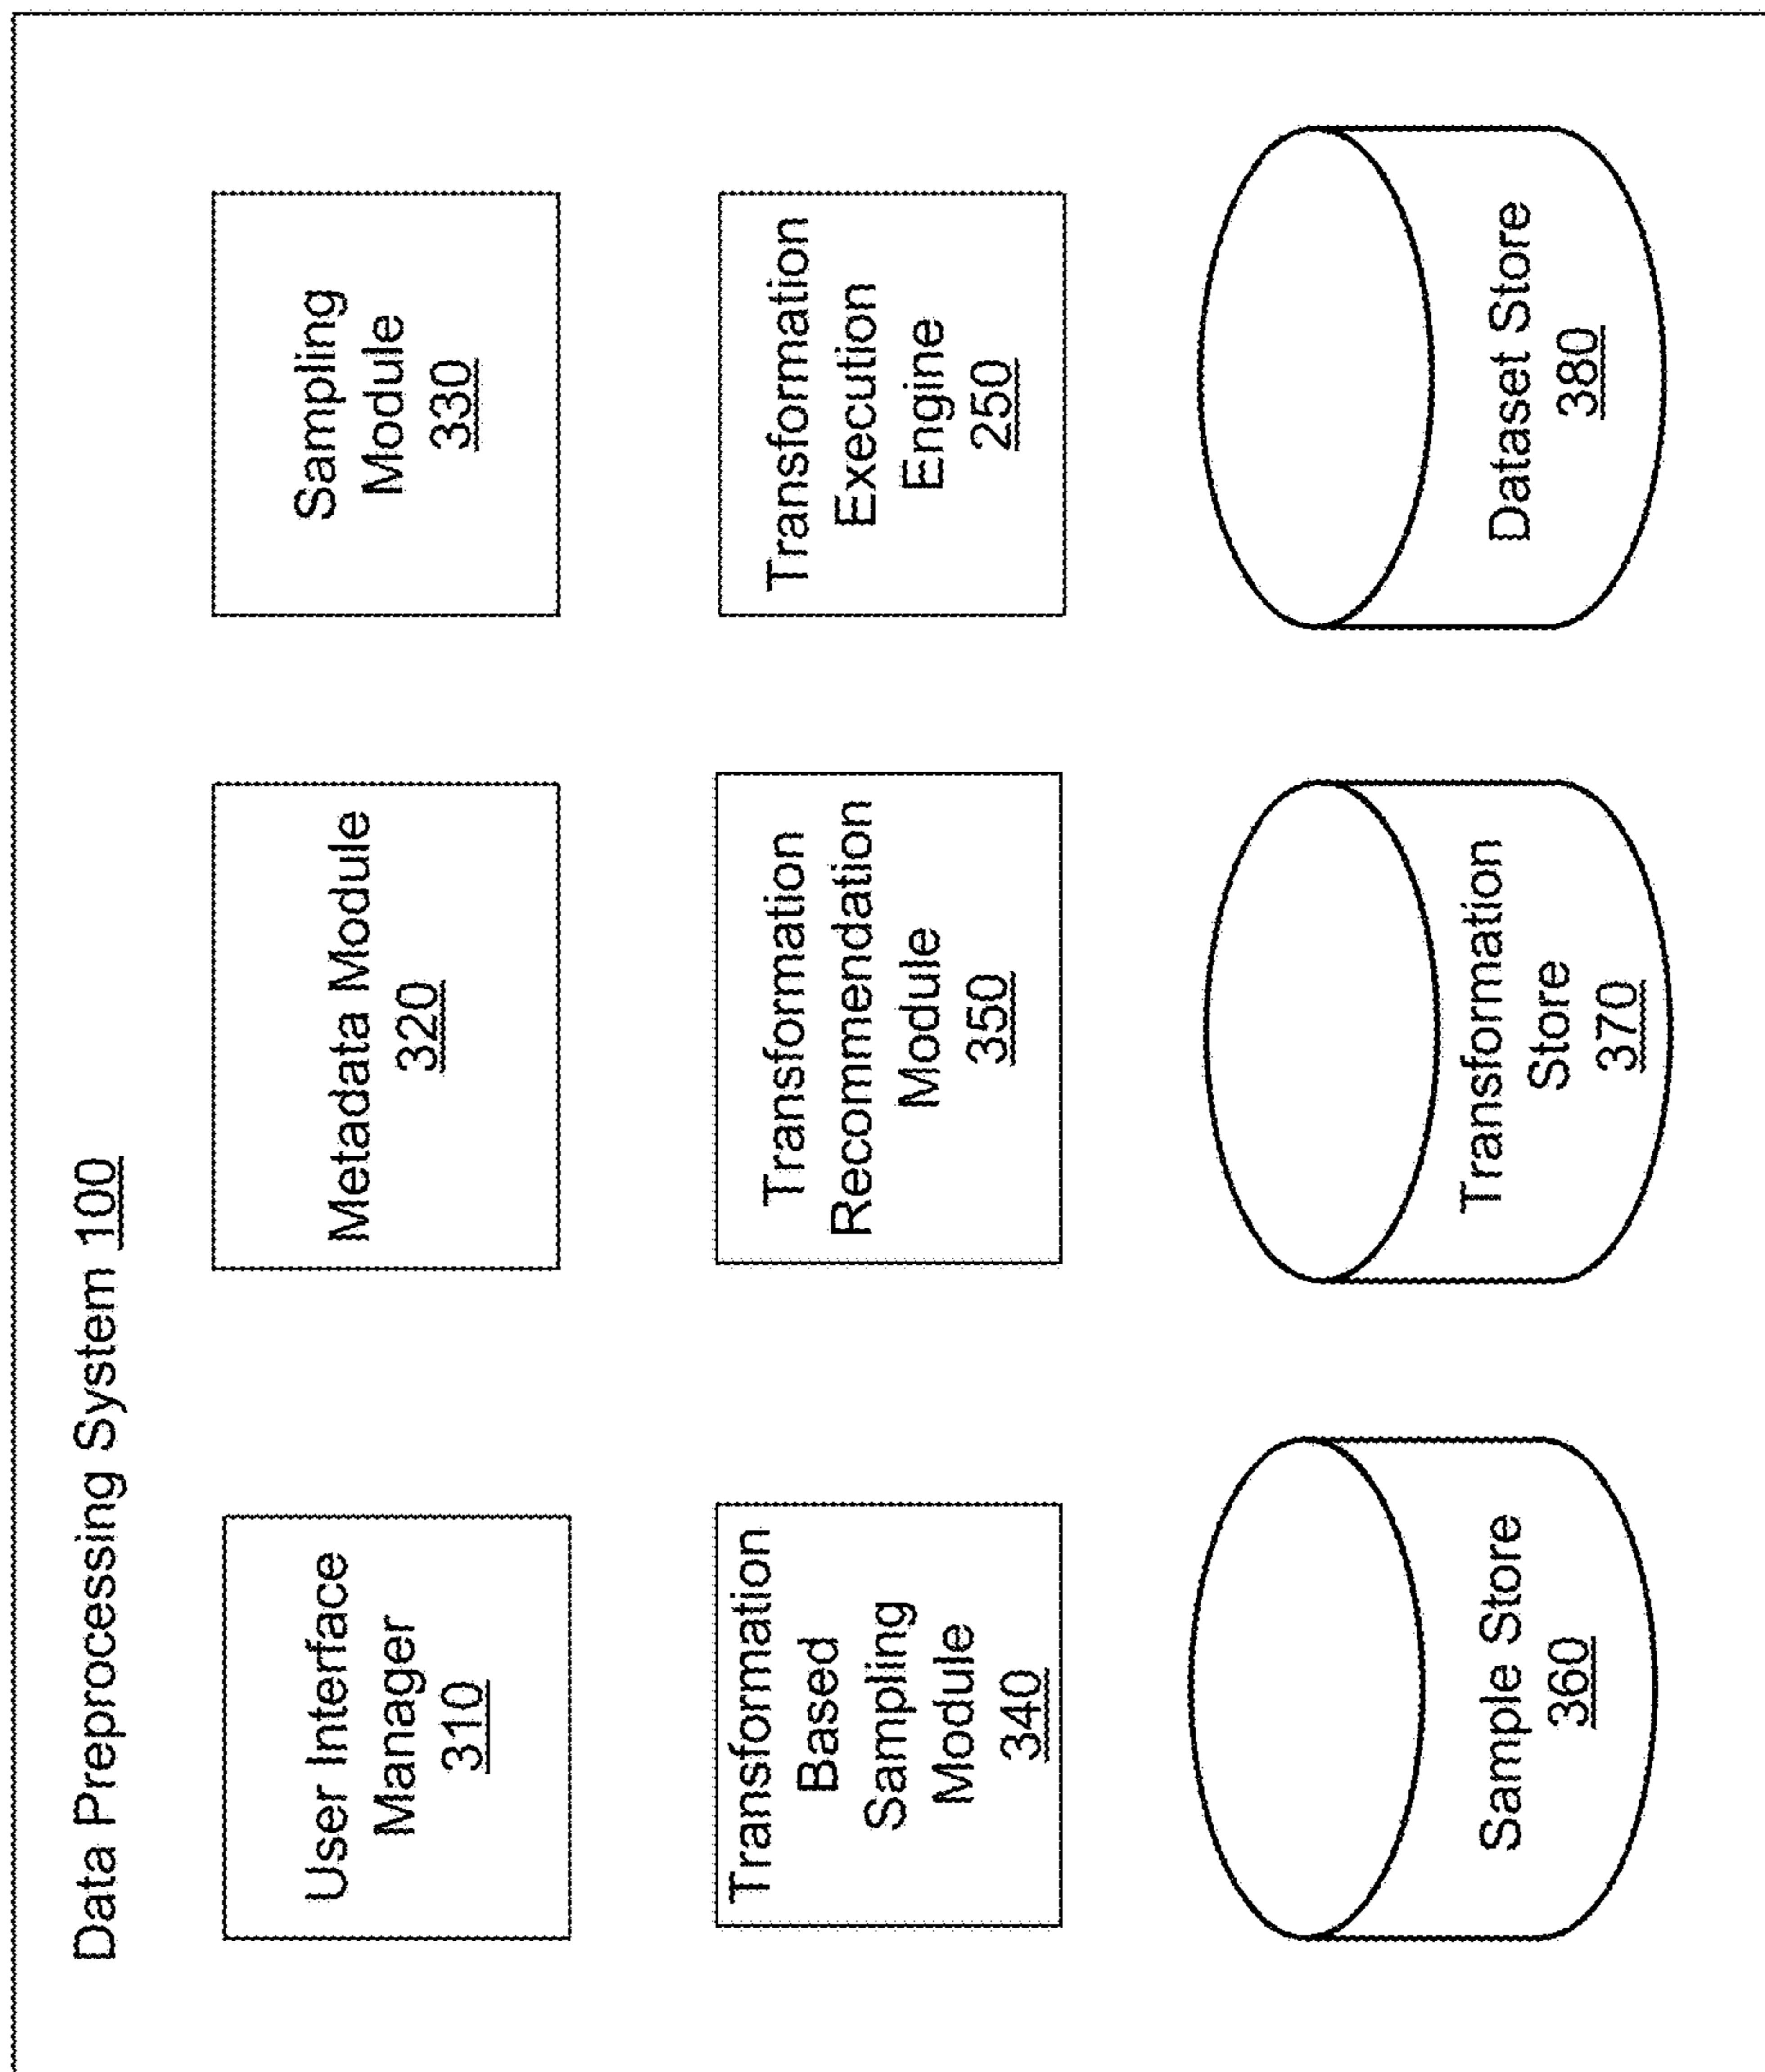 Data Preprocessing System 100
User Interface
Manager
310
Metadata Module
320
Sampling
Module
330
Transformation
Based
Sampling
Module
340
Transformation
Recommendation
Module
350
Transformation
Execution
Engine
250
Sample Store
360
Transformation
Store
370
Dataset Store
380